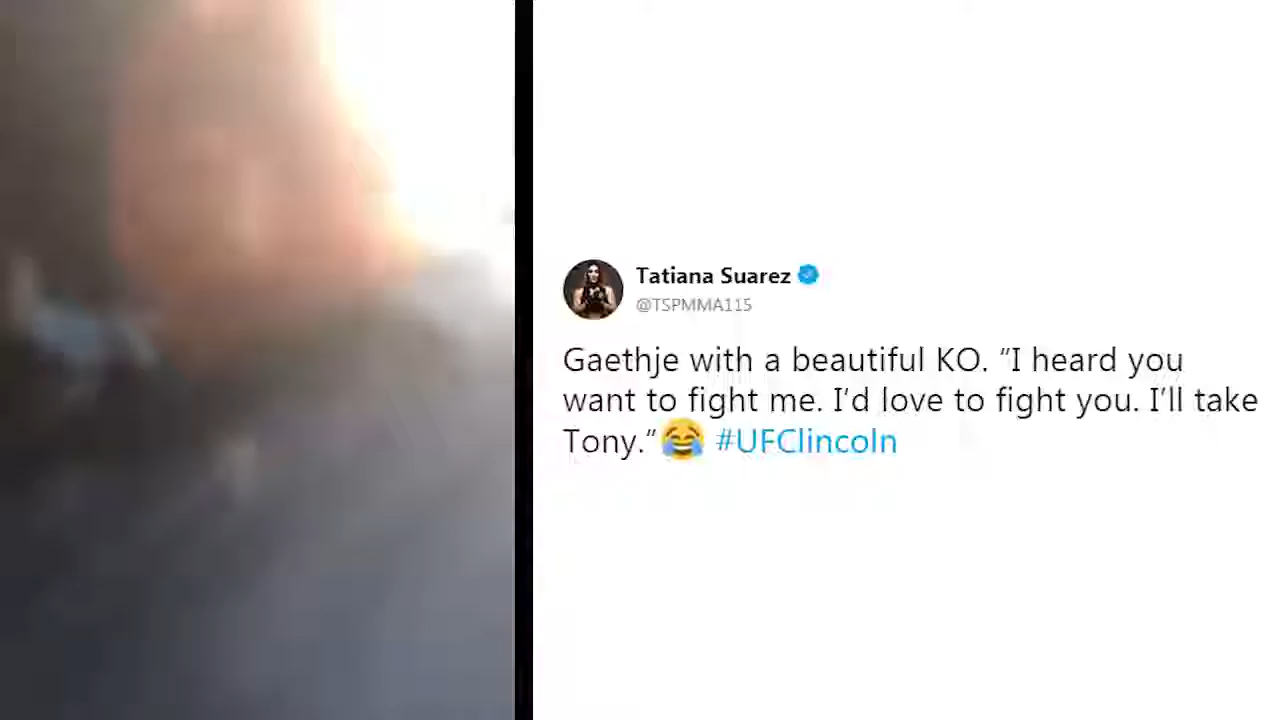 Tatiana Suarez
@TSPMMA115
Gaethje with a beautiful KO. “I heard you
want to fight me. I’d love to fight you. I’ll take
Tony.”😂 #UFClincoln